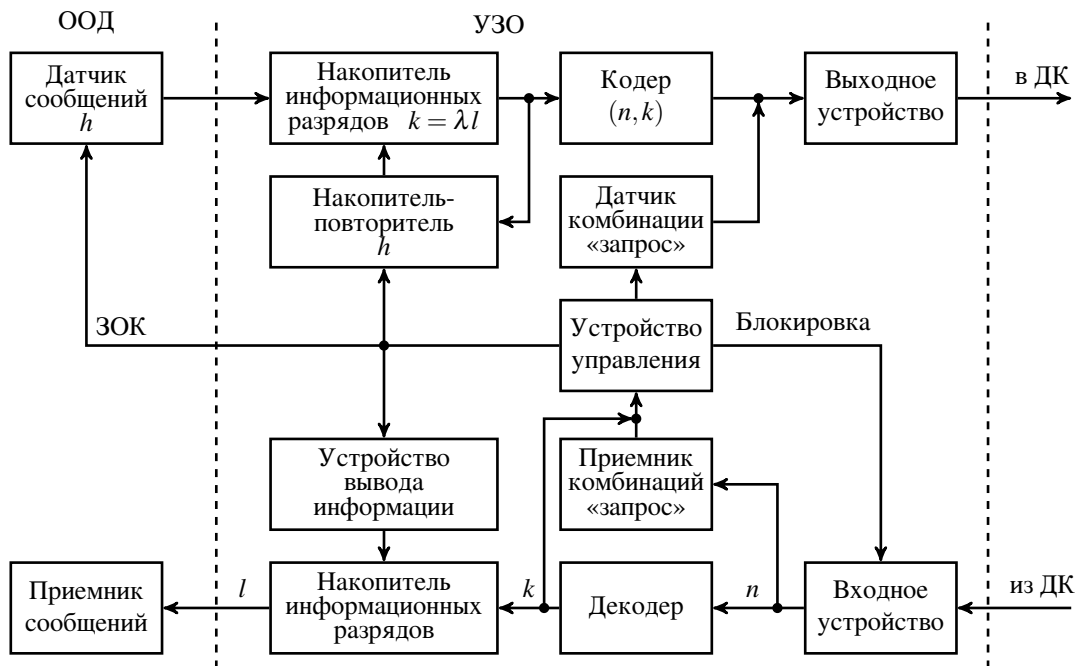 ООД
УЗО
Датчик
сообщений
h
Накопитель
информационных
разрядов k = λl
Кодер
(n, k)
Выходное
устройство
в ДК
Накопитель-
повторитель
h
Датчик
комбинации
«запрос»
ЗОК
Устройство
управления
Блокировка
Устройство
вывода
информации
Приемник
комбинаций
«запрос»
Приемник
сообщений
l
Накопитель
информационных
разрядов
k
Декодер
n
Входное
устройство
из ДК